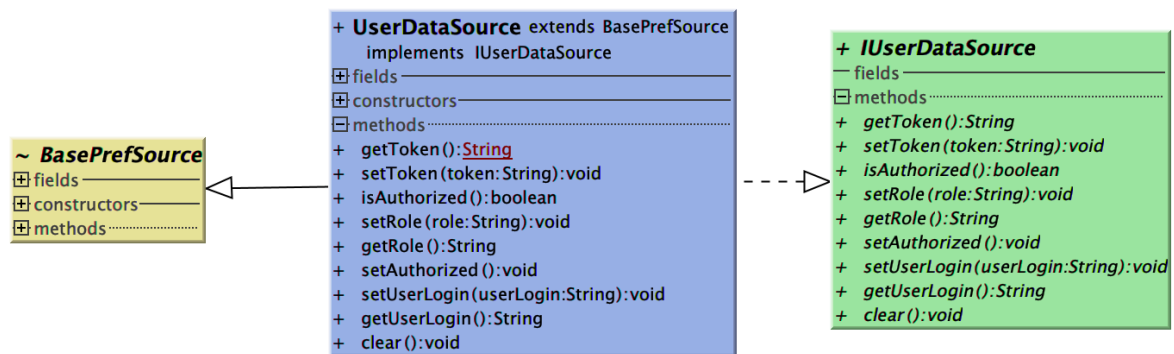 ~ BasePrefSource
fields
constructors
methods
+ UserDataSource extends BasePrefSource
implements IUserDataSource
fields
constructors
methods
+ getToken():String
+ setToken(token:String):void
+ isAuthorized():boolean
+ setRole(role:String):void
+ getRole():String
+ setAuthorized():void
+ setUserLogin(userLogin:String):void
+ getUserLogin():String
+ clear():void
+ IUserDataSource
fields
methods
+ getToken():String
+ setToken(token:String):void
+ isAuthorized():boolean
+ setRole(role:String):void
+ getRole():String
+ setAuthorized():void
+ setUserLogin(userLogin:String):void
+ getUserLogin():String
+ clear():void